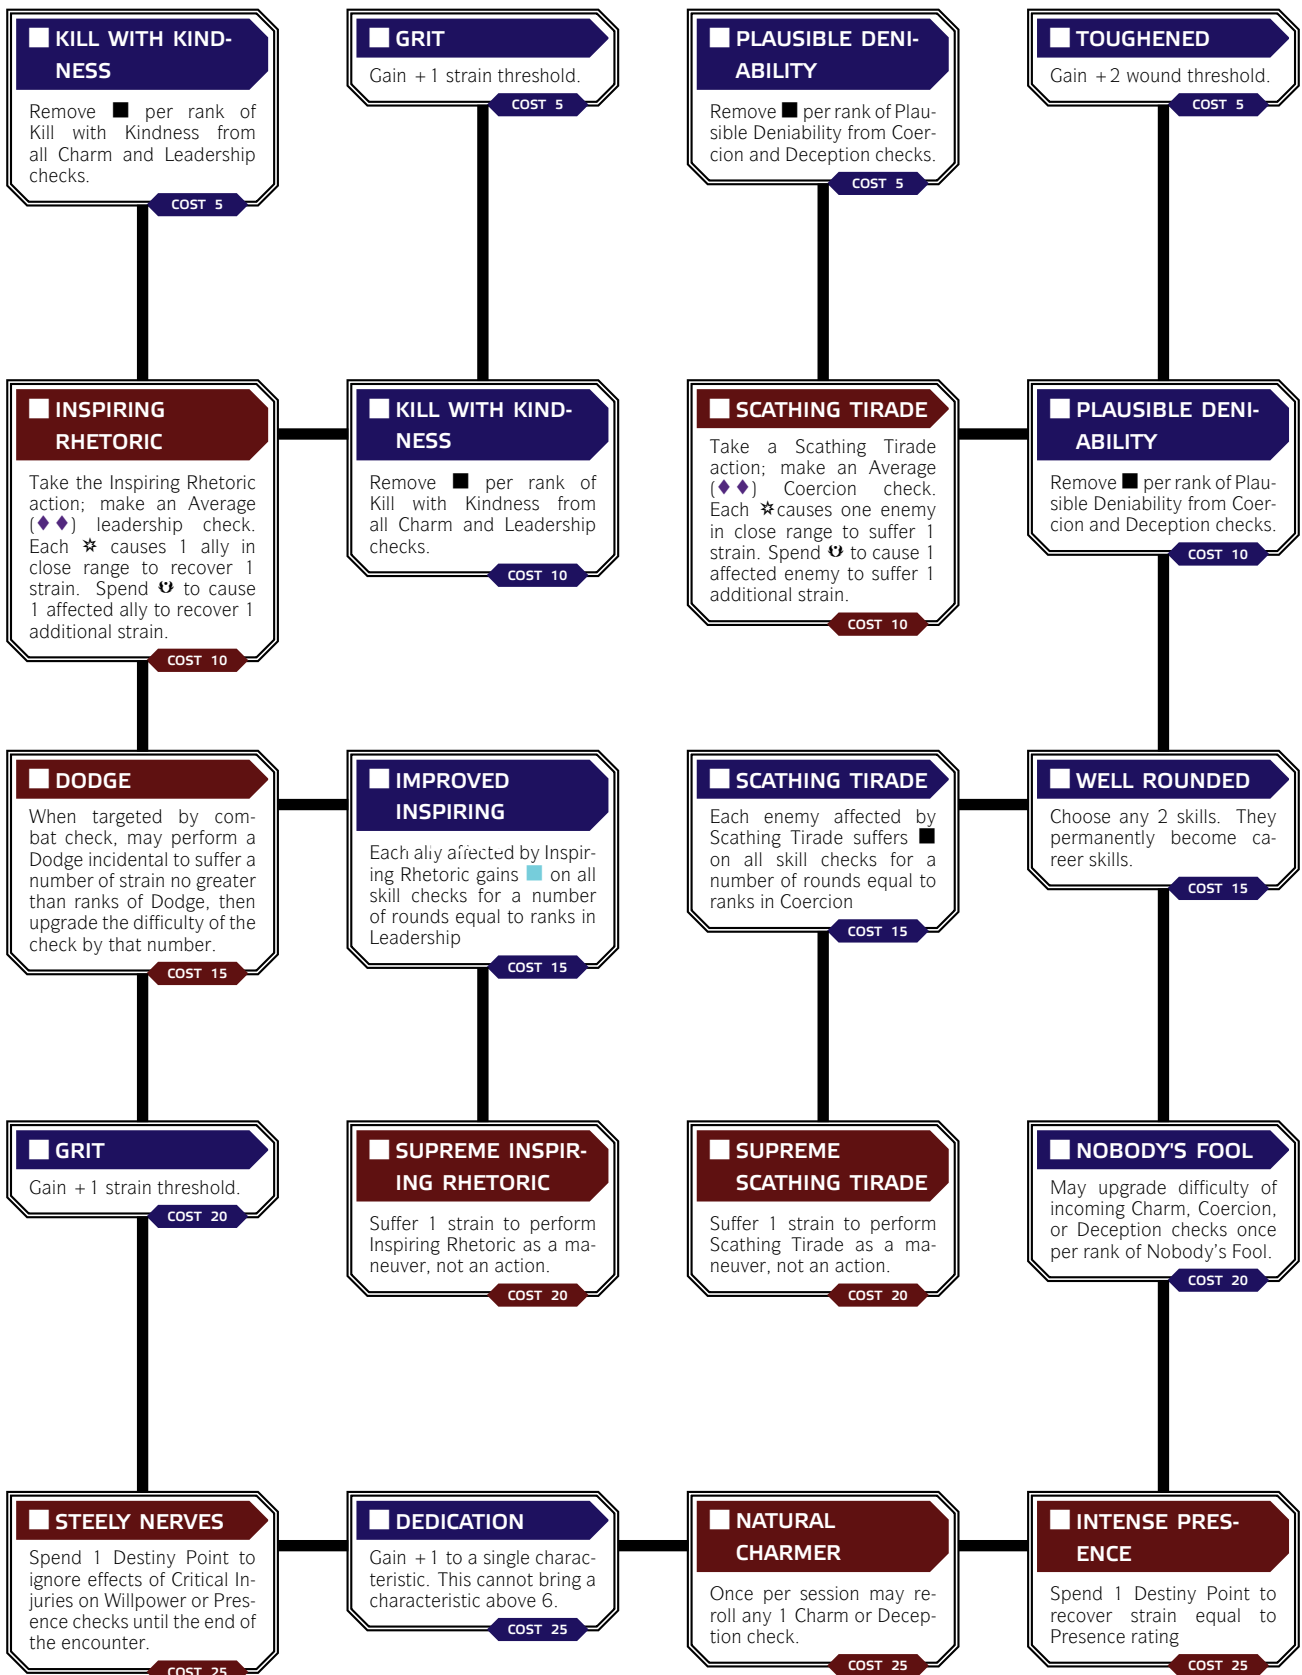 KILL WITH KIND-
NESS
Remove ■ per rank of
Kill with Kindness from
all Charm and Leadership
checks.
COST 5
GRIT
Gain +1 strain threshold.
COST 5
PLAUSIBLE DENI-
ABILITY
Remove ■ per rank of Plau-
sible Deniability from Coer-
cion and Deception checks.
COST 5
TOUGHENED
Gain +2 wound threshold.
COST 5
INSPIRING
RHETORIC
Take the Inspiring Rhetoric
action; make an Average
(♦♦) leadership check.
Each causes 1 ally in
close range to recover 1
strain. Spend to cause
1 affected ally to recover 1
additional strain.
COST 10
KILL WITH KIND-
NESS
Remove ■ per rank of
Kill with Kindness from
all Charm and Leadership
checks.
COST 10
SCATHING TIRADE
Take a Scathing Tirade
action; make an Average
(♦♦) Coercion check.
Each causes one enemy
in close range to suffer 1
strain. Spend to cause 1
affected enemy to suffer 1
additional strain.
COST 10
PLAUSIBLE DENI-
ABILITY
Remove ■ per rank of Plau-
sible Deniability from Coer-
cion and Deception checks.
COST 10
DODGE
When targeted by com-
bat check, may perform a
Dodge incidental to suffer a
number of strain no greater
than ranks of Dodge, then
upgrade the difficulty of the
check by that number.
COST 15
IMPROVED
INSPIRING
Each ally affected by Inspir-
ing Rhetoric gains ■ on all
skill checks for a number
of rounds equal to ranks in
Leadership
COST 15
SCATHING TIRADE
Each enemy affected by
Scathing Tirade suffers ■
on all skill checks for a
number of rounds equal to
ranks in Coercion
COST 15
WELL ROUNDED
Choose any 2 skills. They
permanently become ca-
reer skills.
COST 15
GRIT
Gain +1 strain threshold.
COST 20
SUPREME INSPIR-
ING RHETORIC
Suffer 1 strain to perform
Inspiring Rhetoric as a ma-
neuver, not an action.
COST 20
SUPREME
SCATHING TIRADE
Suffer 1 strain to perform
Scathing Tirade as a ma-
neuver, not an action.
COST 20
NOBODY'S FOOL
May upgrade difficulty of
incoming Charm, Coercion,
or Deception checks once
per rank of Nobody's Fool.
COST 20
STEELY NERVES
Spend 1 Destiny Point to
ignore effects of Critical In-
juries on Willpower or Pres-
ence checks until the end of
the encounter.
COST 25
DEDICATION
Gain +1 to a single charac-
teristic. This cannot bring a
characteristic above 6.
COST 25
NATURAL
CHARMER
Once per session may re-
roll any 1 Charm or Decep-
tion check.
COST 25
INTENSE PRES-
ENCE
Spend 1 Destiny Point to
recover strain equal to
Presence rating
COST 25